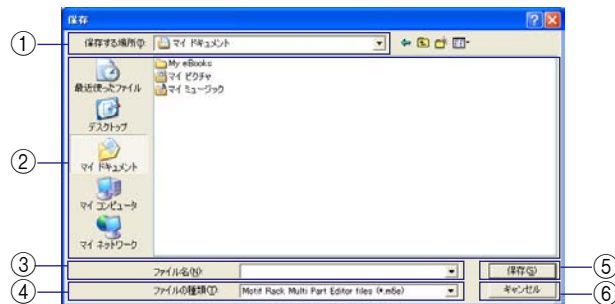 保存
① 保存する場所(I): マイ ドキュメント
My eBooks
マイ ピクチャ
マイ ミュージック
②
最近使ったファイル
デスクトップ
マイ ドキュメント
マイ コンピュータ
マイ ネットワーク
③ ファイル名(N): 保存(S) ⑤
④ ファイルの種類(T): Motif Rack Multi Part Editor files (*.m6e) キャンセル ⑥